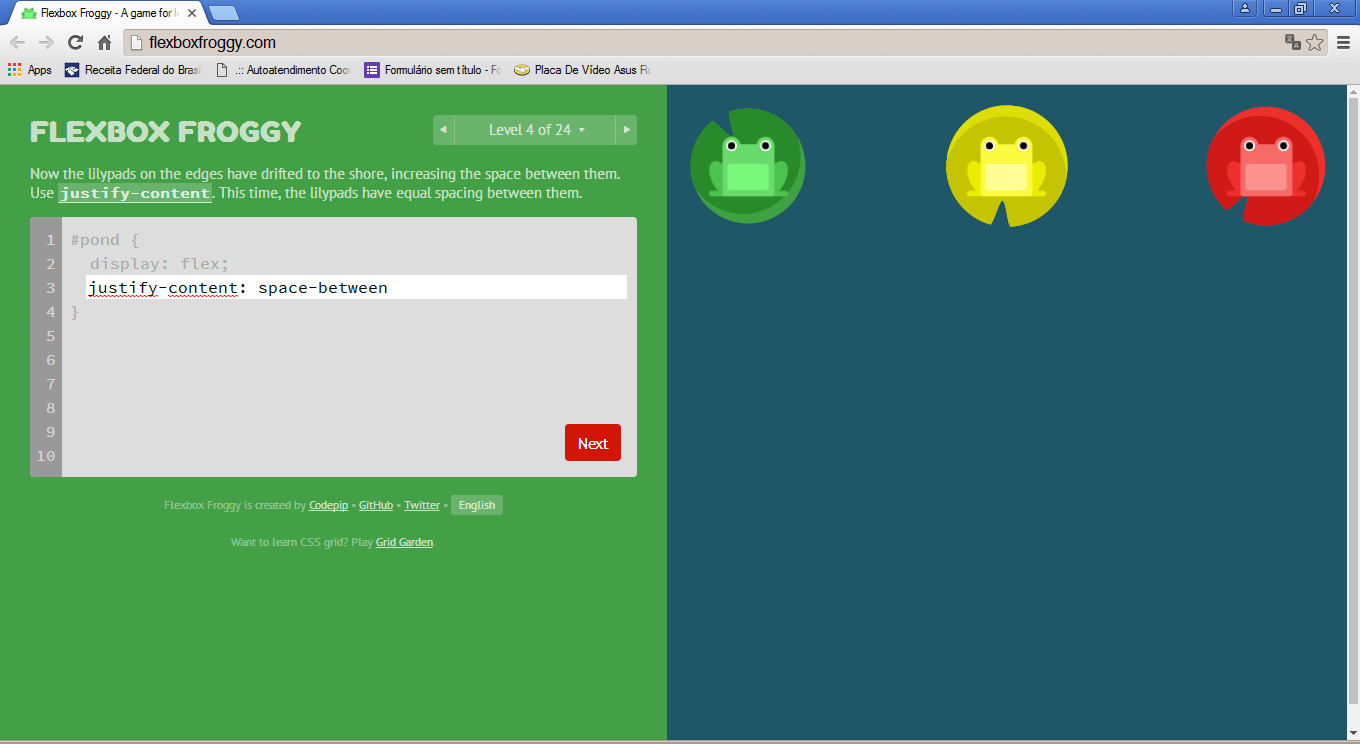 Flexbox Froggy - A game for l
flexboxfroggy.com
Apps Receita Federal do Brasi .:: Autoatendimento Coor Formulário sem título - Fo Placa De Vídeo Asus Ro
FLEXBOX FROGGY
◄ Level 4 of 24 ▼ ►
Now the lilypads on the edges have drifted to the shore, increasing the space between them.
Use justify-content. This time, the lilypads have equal spacing between them.
1 #pond {
2 display: flex;
3 justify-content: space-between
4 }
5
6
7
8
9
10
Next
Flexbox Froggy is created by Codepip • GitHub • Twitter • English
Want to learn CSS grid? Play Grid Garden.